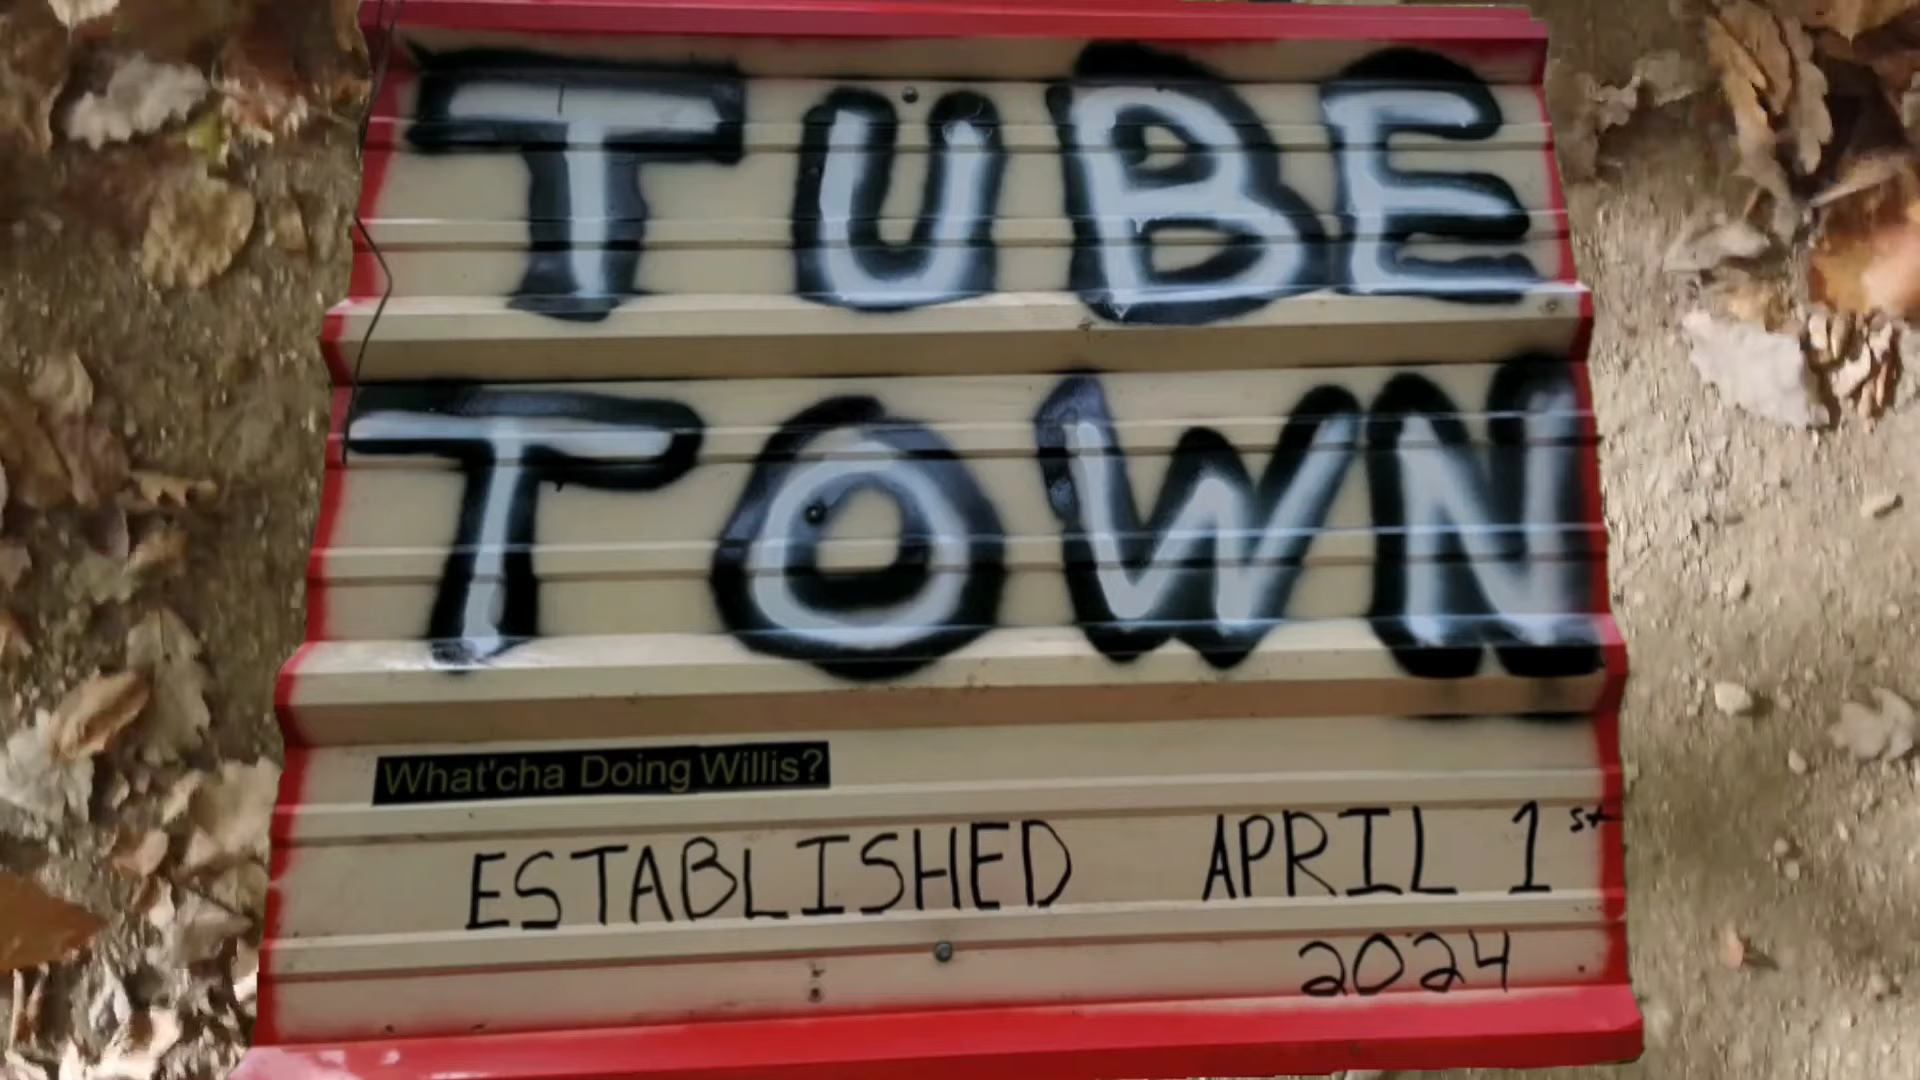 TUBE
TOWN
What'cha Doing Willis?
ESTABLISHED APRIL 1st
2024